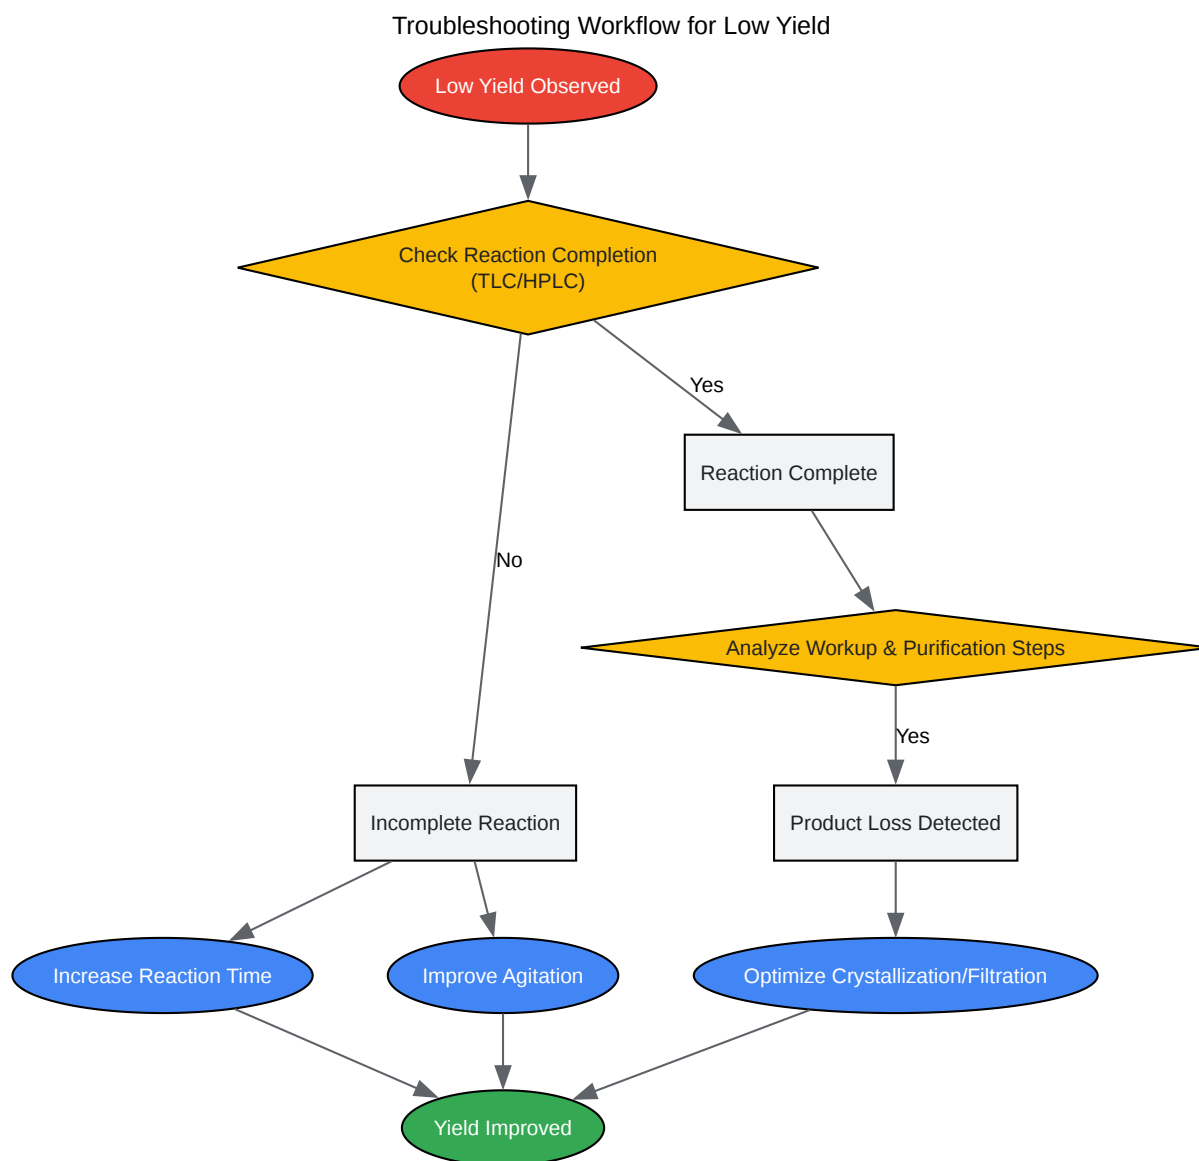 Troubleshooting Workflow for Low Yield
Low Yield Observed
Check Reaction Completion
(TLC/HPLC)
Yes
Reaction Complete
No
Analyze Workup & Purification Steps
Yes
Incomplete Reaction
Product Loss Detected
Increase Reaction Time
Improve Agitation
Optimize Crystallization/Filtration
Yield Improved